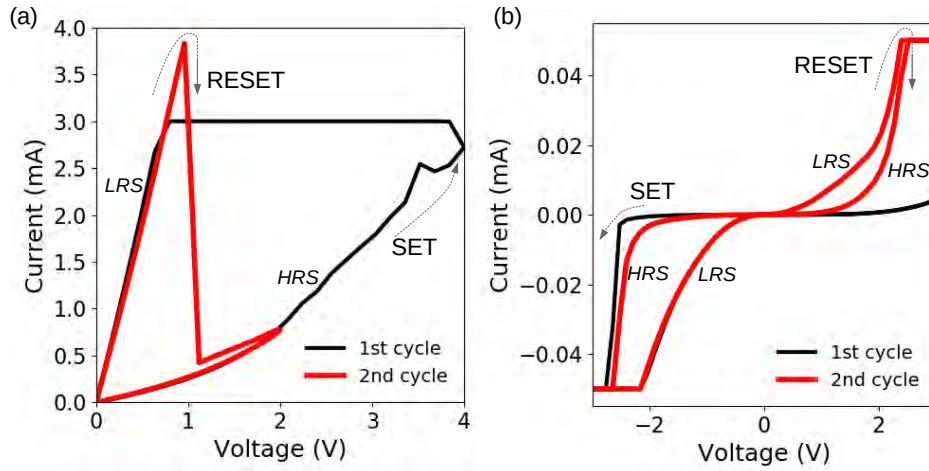 (a)
4.0
3.5
3.0
2.5
2.0
1.5
1.0
0.5
0.0
Current (mA)
RESET
LRS
SET
HRS
1st cycle
2nd cycle
0 1 2 3 4
Voltage (V)
(b)
0.04
0.02
0.00
−0.02
−0.04
Current (mA)
RESET
LRS
HRS
SET
HRS
LRS
1st cycle
2nd cycle
−2 0 2
Voltage (V)